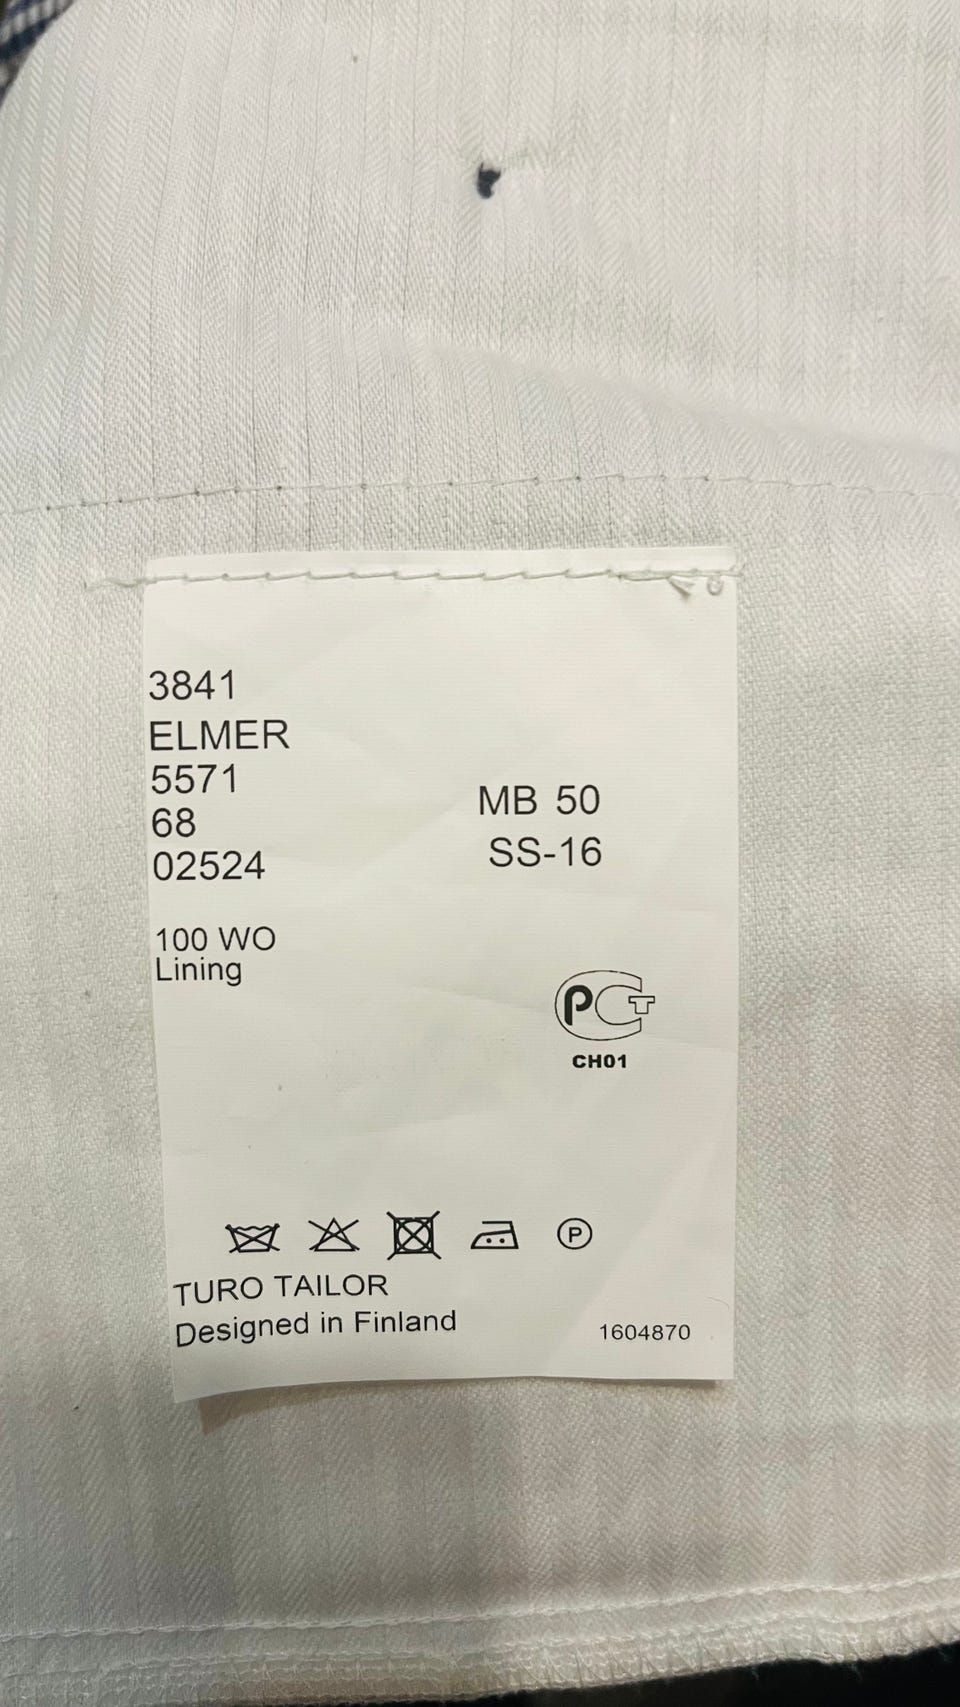 3841
ELMER
5571
68
02524
MB 50
SS-16
100 WO
Lining
РСТ
CH01
P
TURO TAILOR
Designed in Finland
1604870